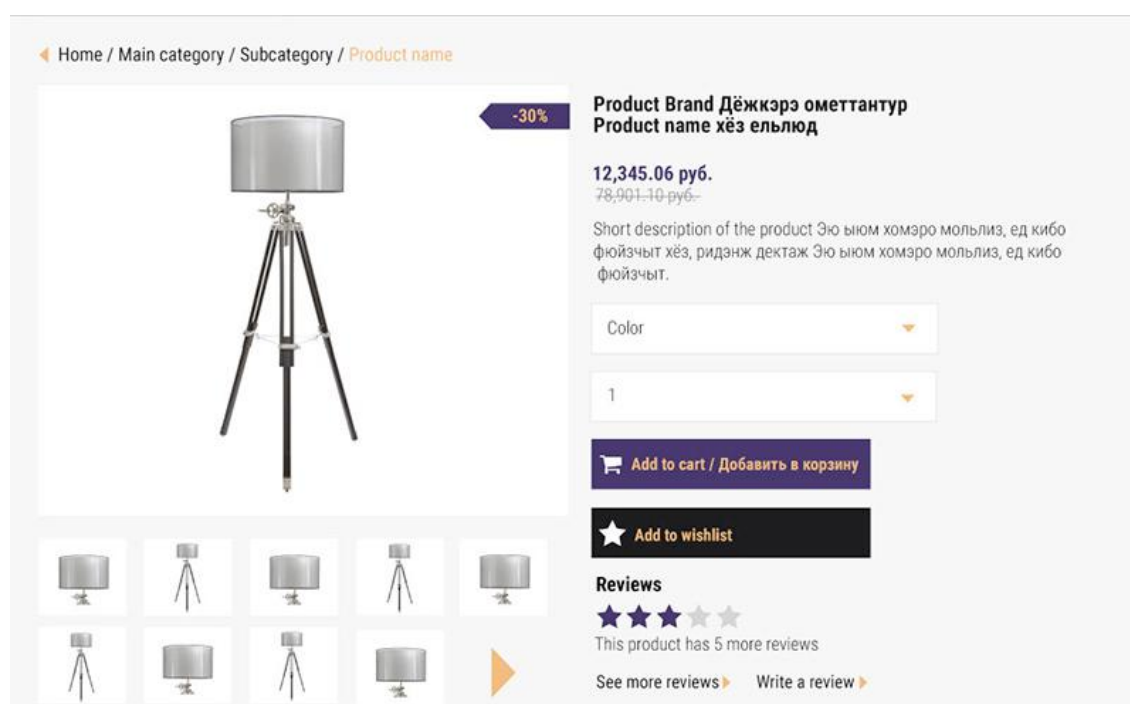 Home / Main category / Subcategory / Product name
-30%
Product Brand Дёжкэрэ ометтантур
Product name хёз ельлюд
12,345.06 руб.
78,901.10 руб.
Short description of the product Эю ыюм хомэро мольлиз, ед кибо
фюйзчыт хёз, ридэнж дектаж Эю ыюм хомэро мольлиз, ед кибо
фюйзчыт.
Color
1
Add to cart / Добавить в корзину
Add to wishlist
Reviews
This product has 5 more reviews
See more reviews Write a review